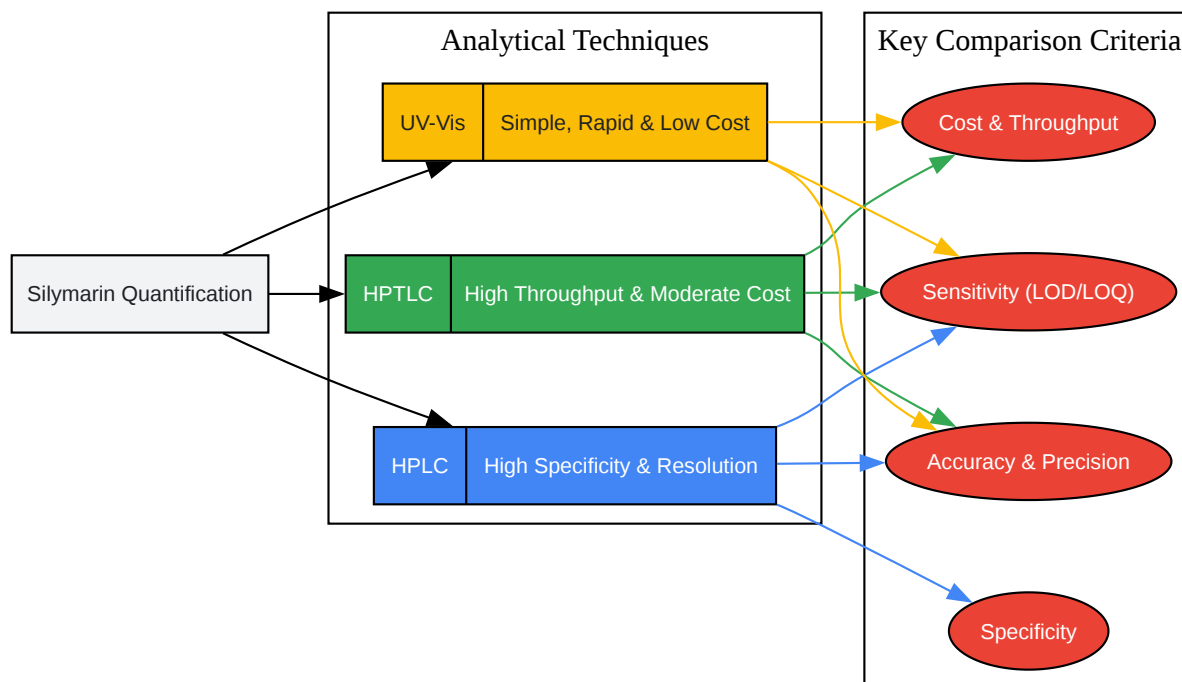 Analytical Techniques
Key Comparison Criteria
UV-Vis
Simple, Rapid & Low Cost
Cost & Throughput
Silymarin Quantification
HPTLC
High Throughput & Moderate Cost
Sensitivity (LOD/LOQ)
HPLC
High Specificity & Resolution
Accuracy & Precision
Specificity